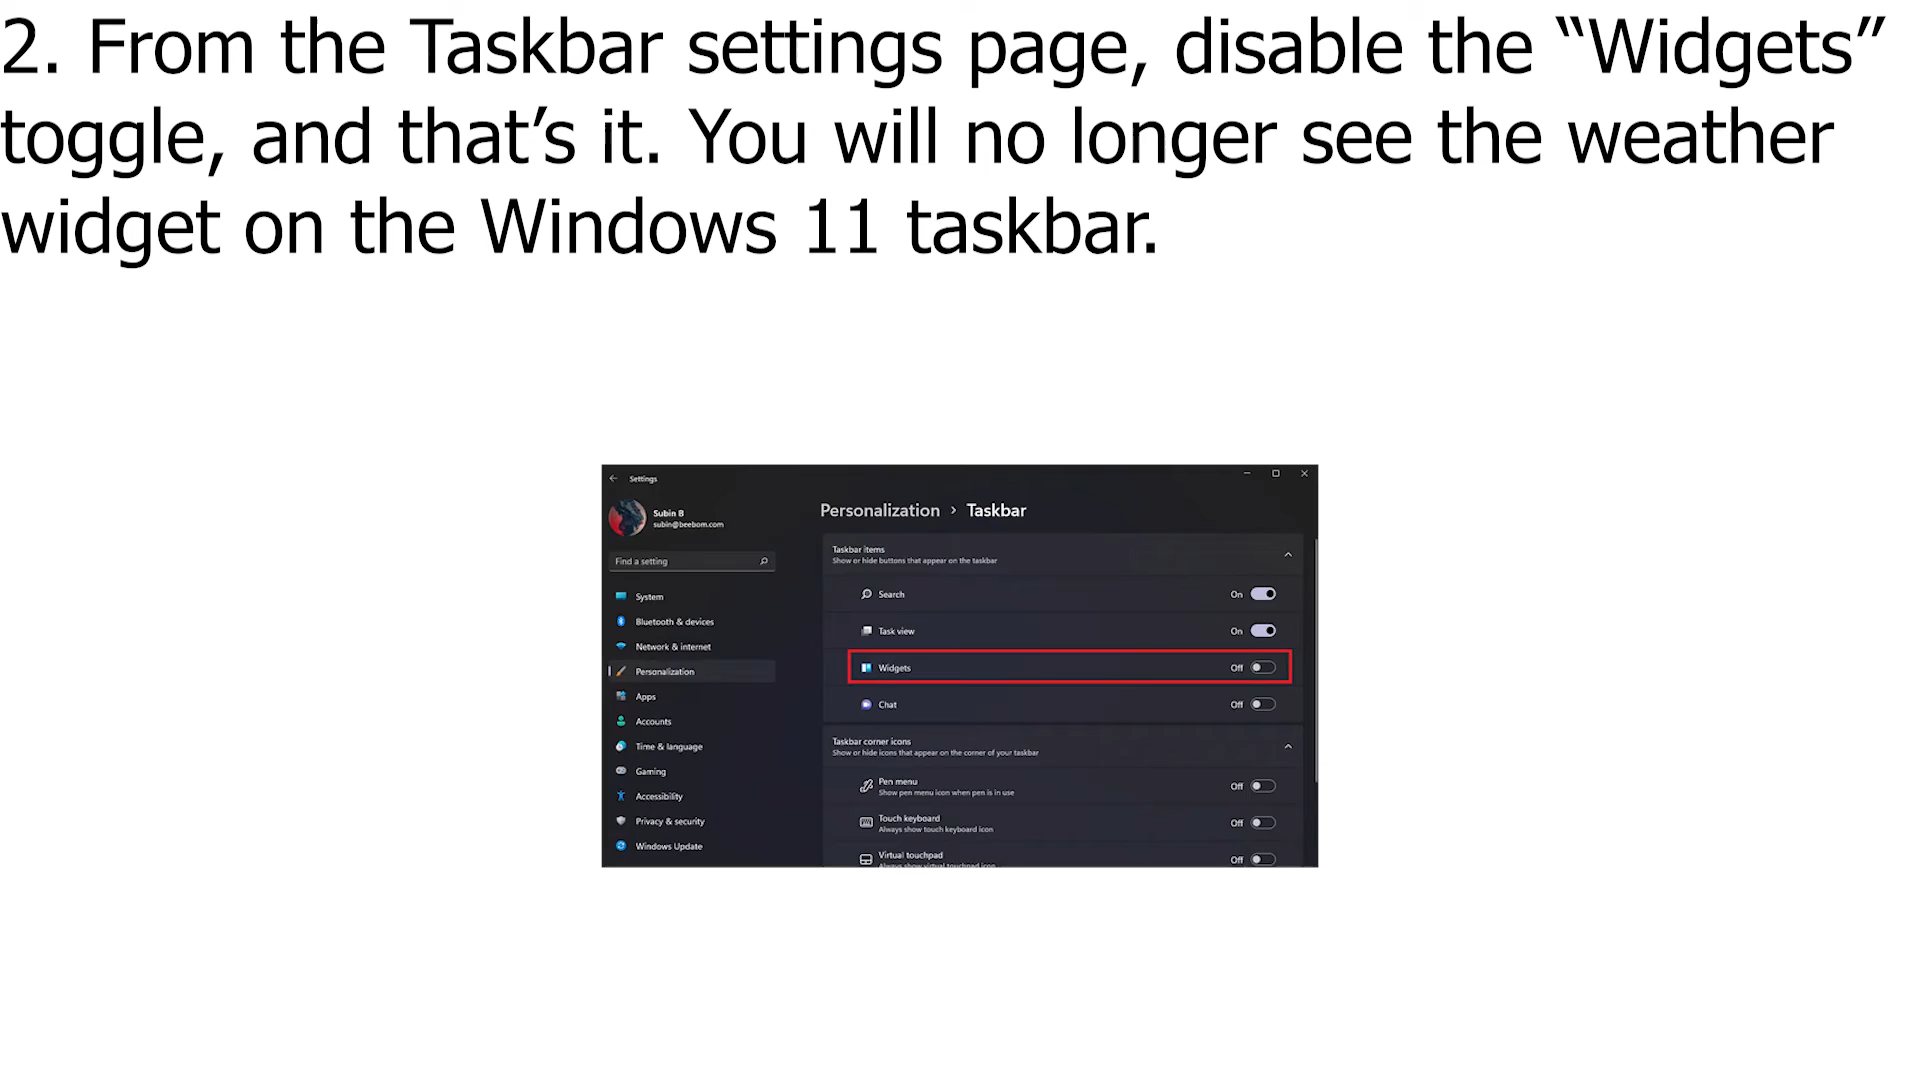 2. From the Taskbar settings page, disable the “Widgets”
toggle, and that’s it. You will no longer see the weather
widget on the Windows 11 taskbar.
Settings
Subin B
subin@beebom.com
Find a setting
System
Bluetooth & devices
Network & internet
Personalization
Apps
Accounts
Time & language
Gaming
Accessibility
Privacy & security
Windows Update
Personalization › Taskbar
Taskbar items
Show or hide buttons that appear on the taskbar
Search On
Task view On
Widgets Off
Chat Off
Taskbar corner icons
Show or hide icons that appear on the corner of your taskbar
Pen menu
Show pen menu icon when pen is in use
Off
Touch keyboard
Always show touch keyboard icon
Off
Virtual touchpad
Always show virtual touchpad icon
Off